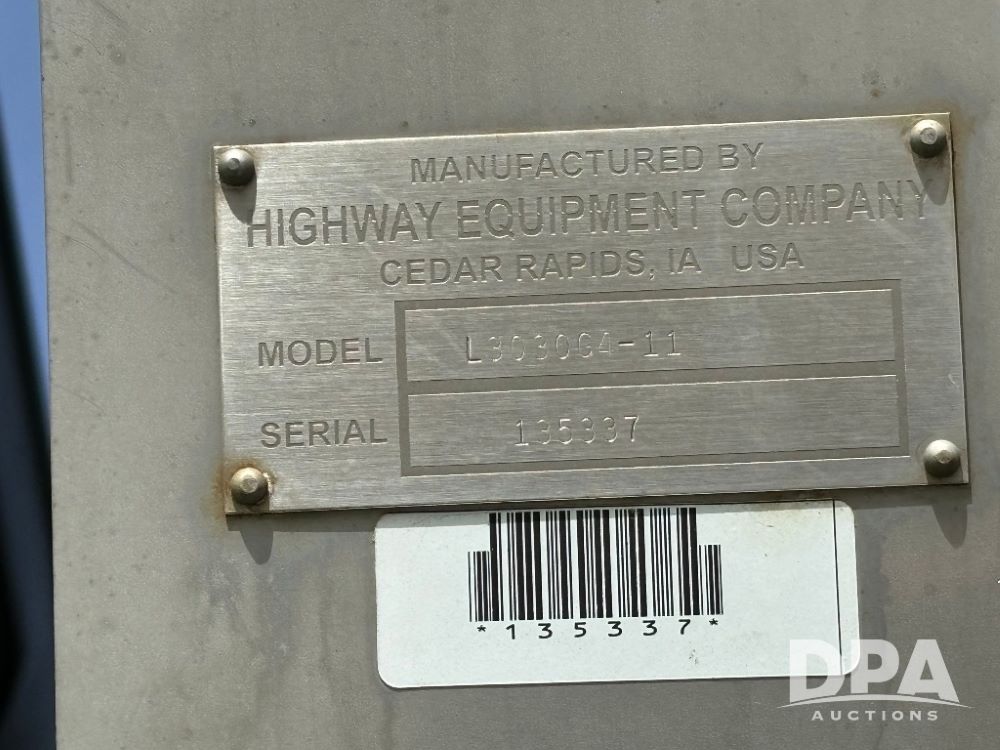 MANUFACTURED BY
HIGHWAY EQUIPMENT COMPANY
CEDAR RAPIDS, IA USA
MODEL L3030G4-11
SERIAL 135337
*135337*
DPA
AUCTIONS